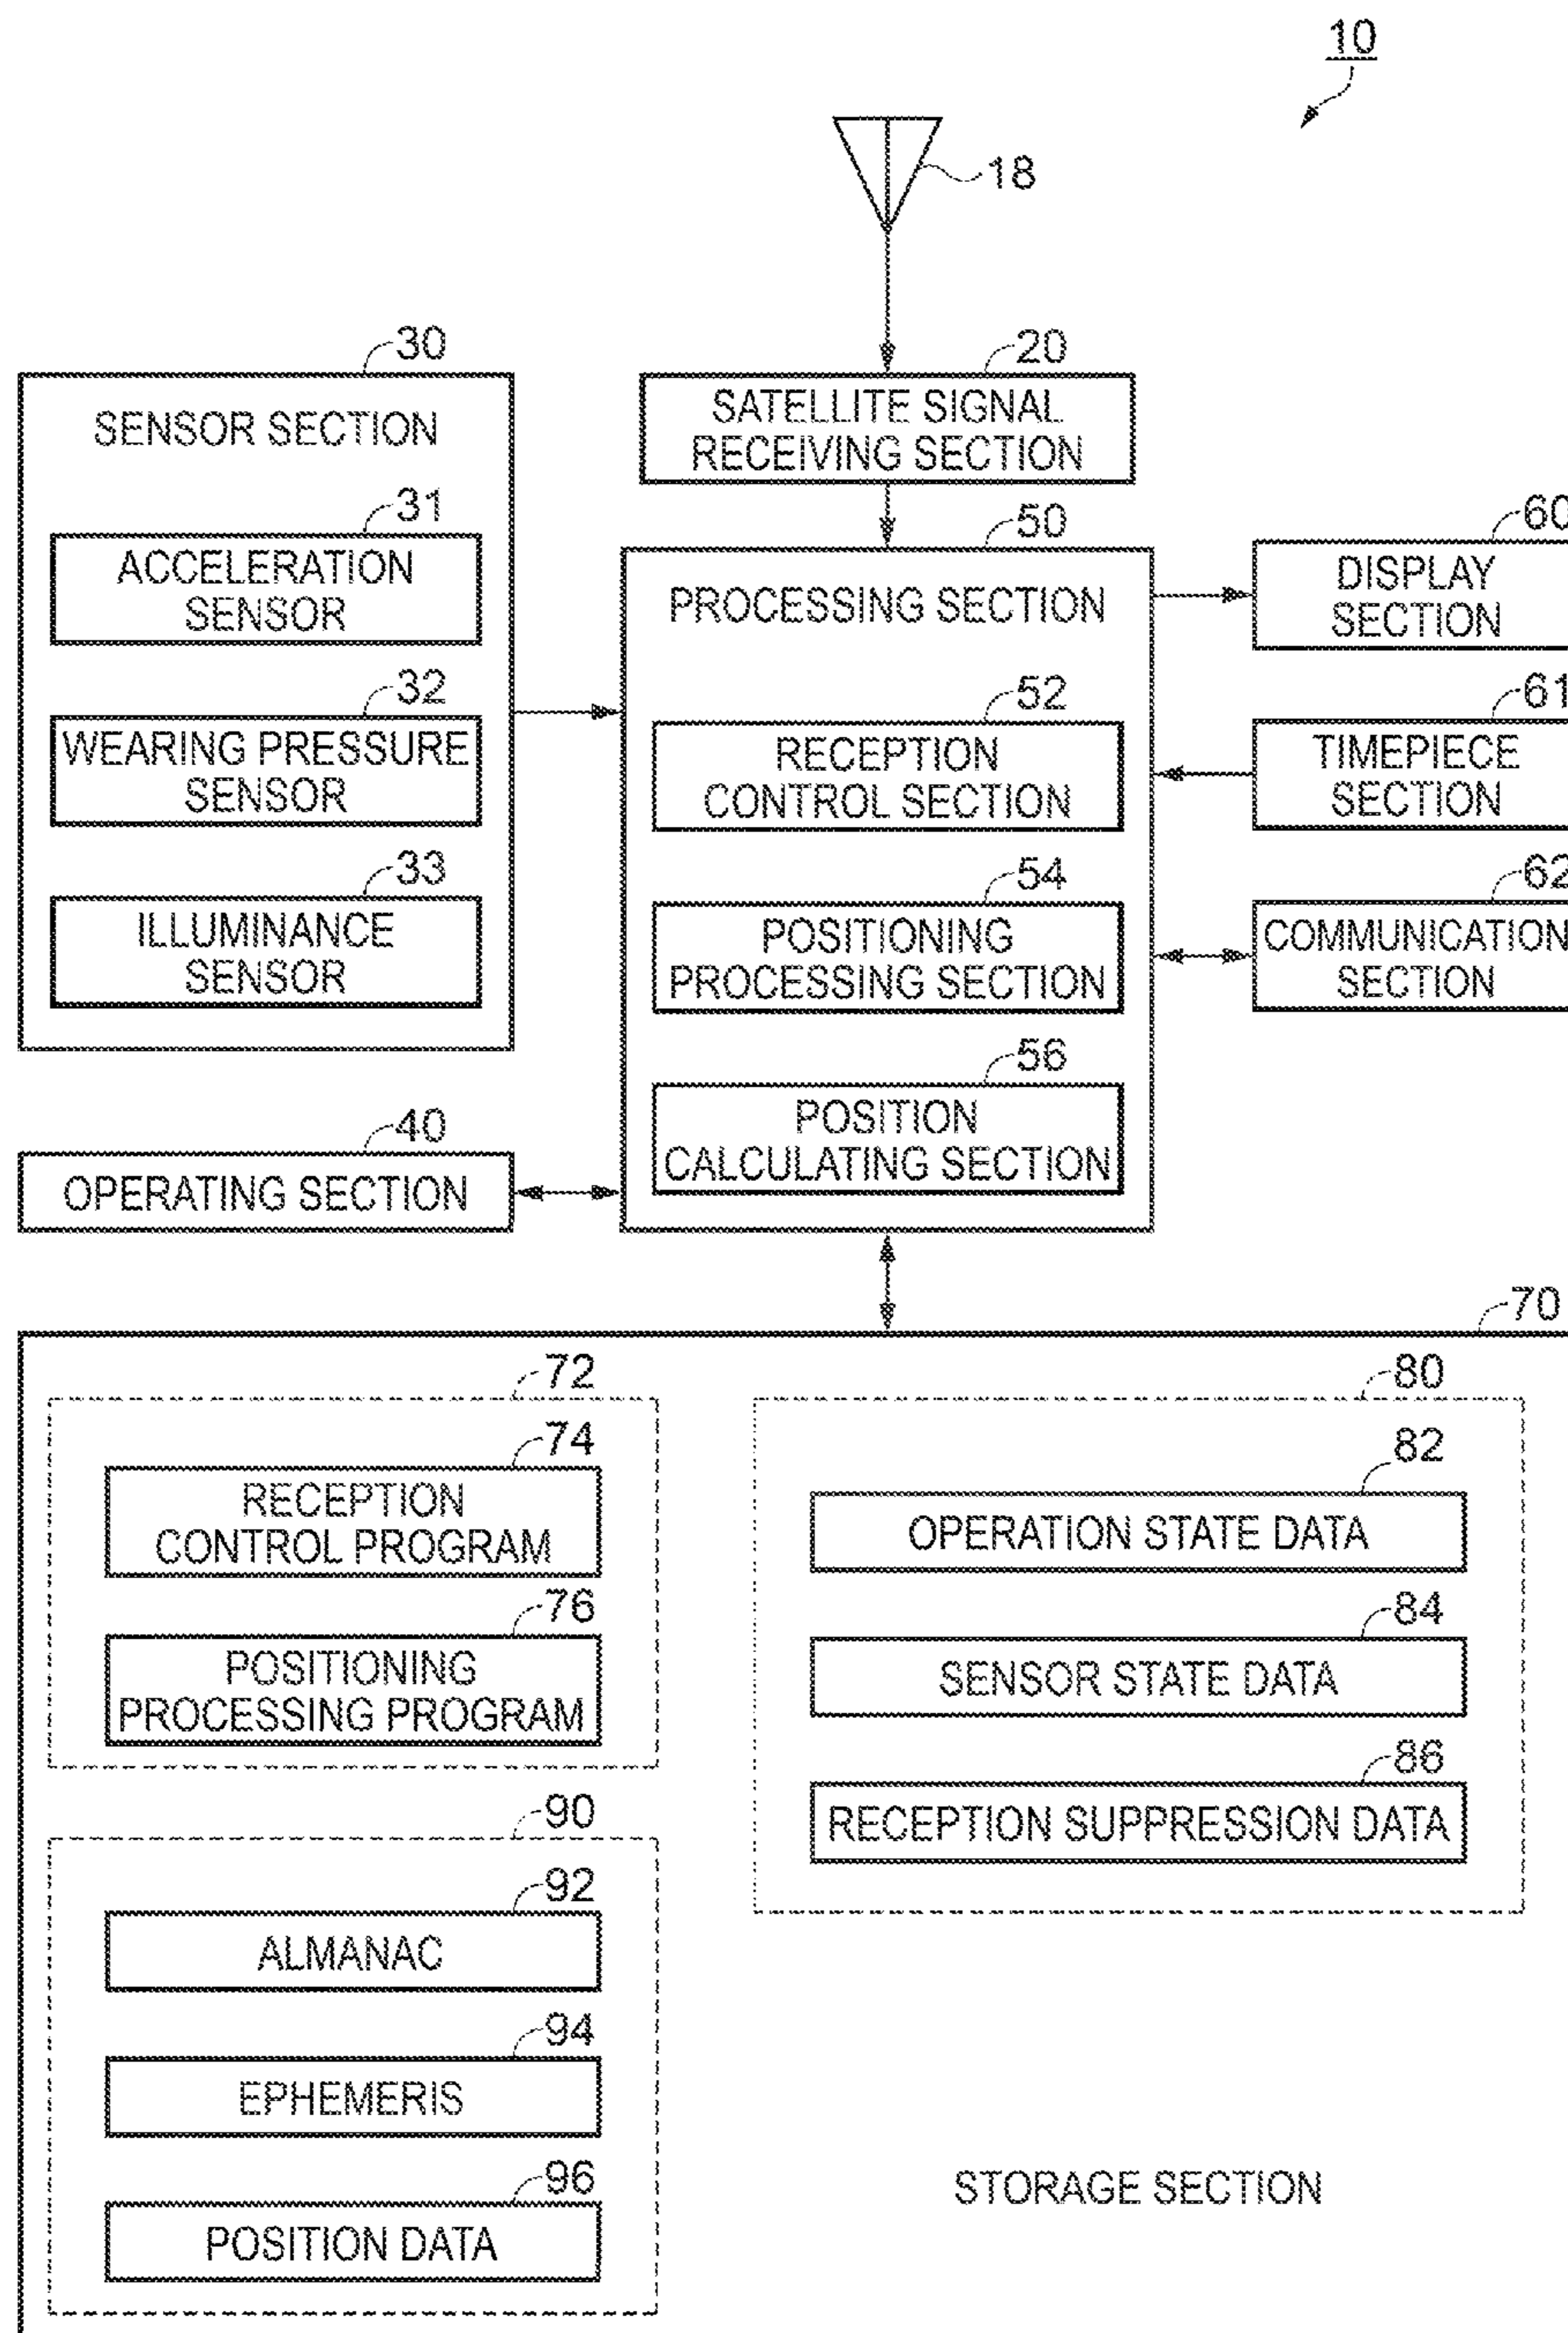 10
18
30
SENSOR SECTION
31
ACCELERATION
SENSOR
32
WEARING PRESSURE
SENSOR
33
ILLUMINANCE
SENSOR
40
OPERATING SECTION
20
SATELLITE SIGNAL
RECEIVING SECTION
50
PROCESSING SECTION
52
RECEPTION
CONTROL SECTION
54
POSITIONING
PROCESSING SECTION
56
POSITION
CALCULATING SECTION
60
DISPLAY
SECTION
61
TIMEPIECE
SECTION
62
COMMUNICATION
SECTION
70
72
74
RECEPTION
CONTROL PROGRAM
76
POSITIONING
PROCESSING PROGRAM
80
82
OPERATION STATE DATA
84
SENSOR STATE DATA
86
RECEPTION SUPPRESSION DATA
90
92
ALMANAC
94
EPHEMERIS
96
POSITION DATA
STORAGE SECTION